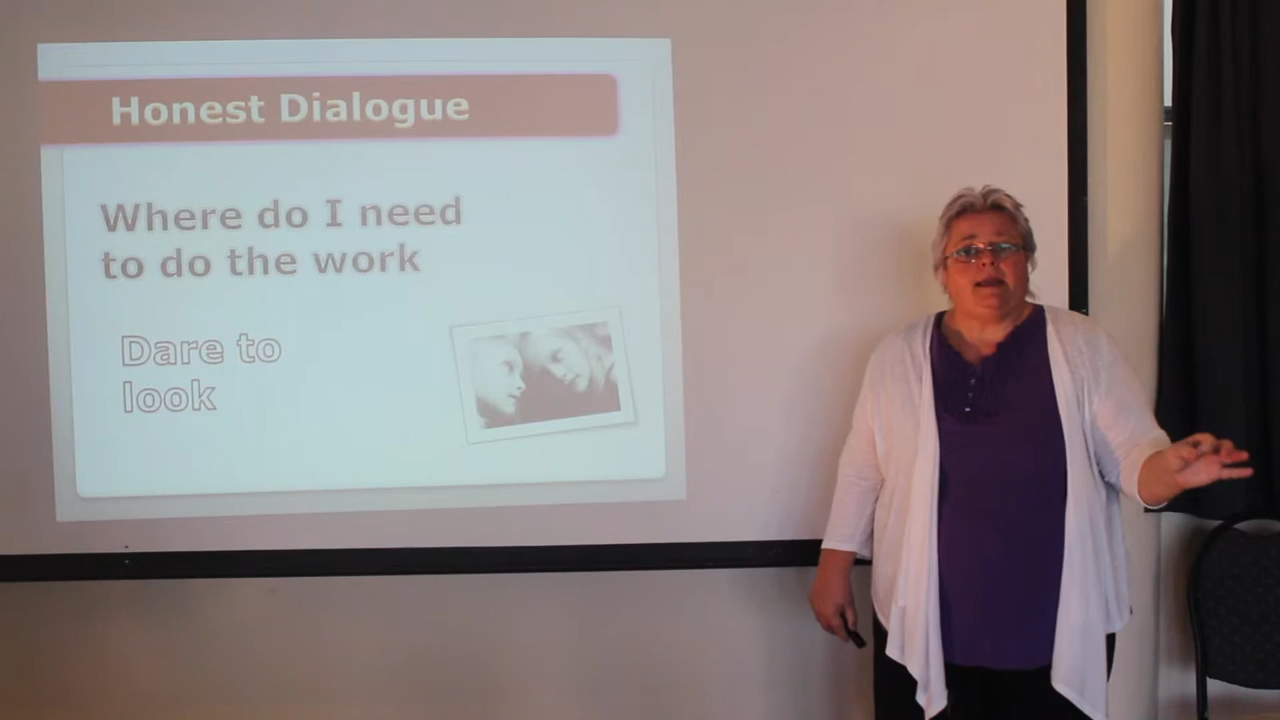 Honest Dialogue
Where do I need
to do the work
Dare to
look